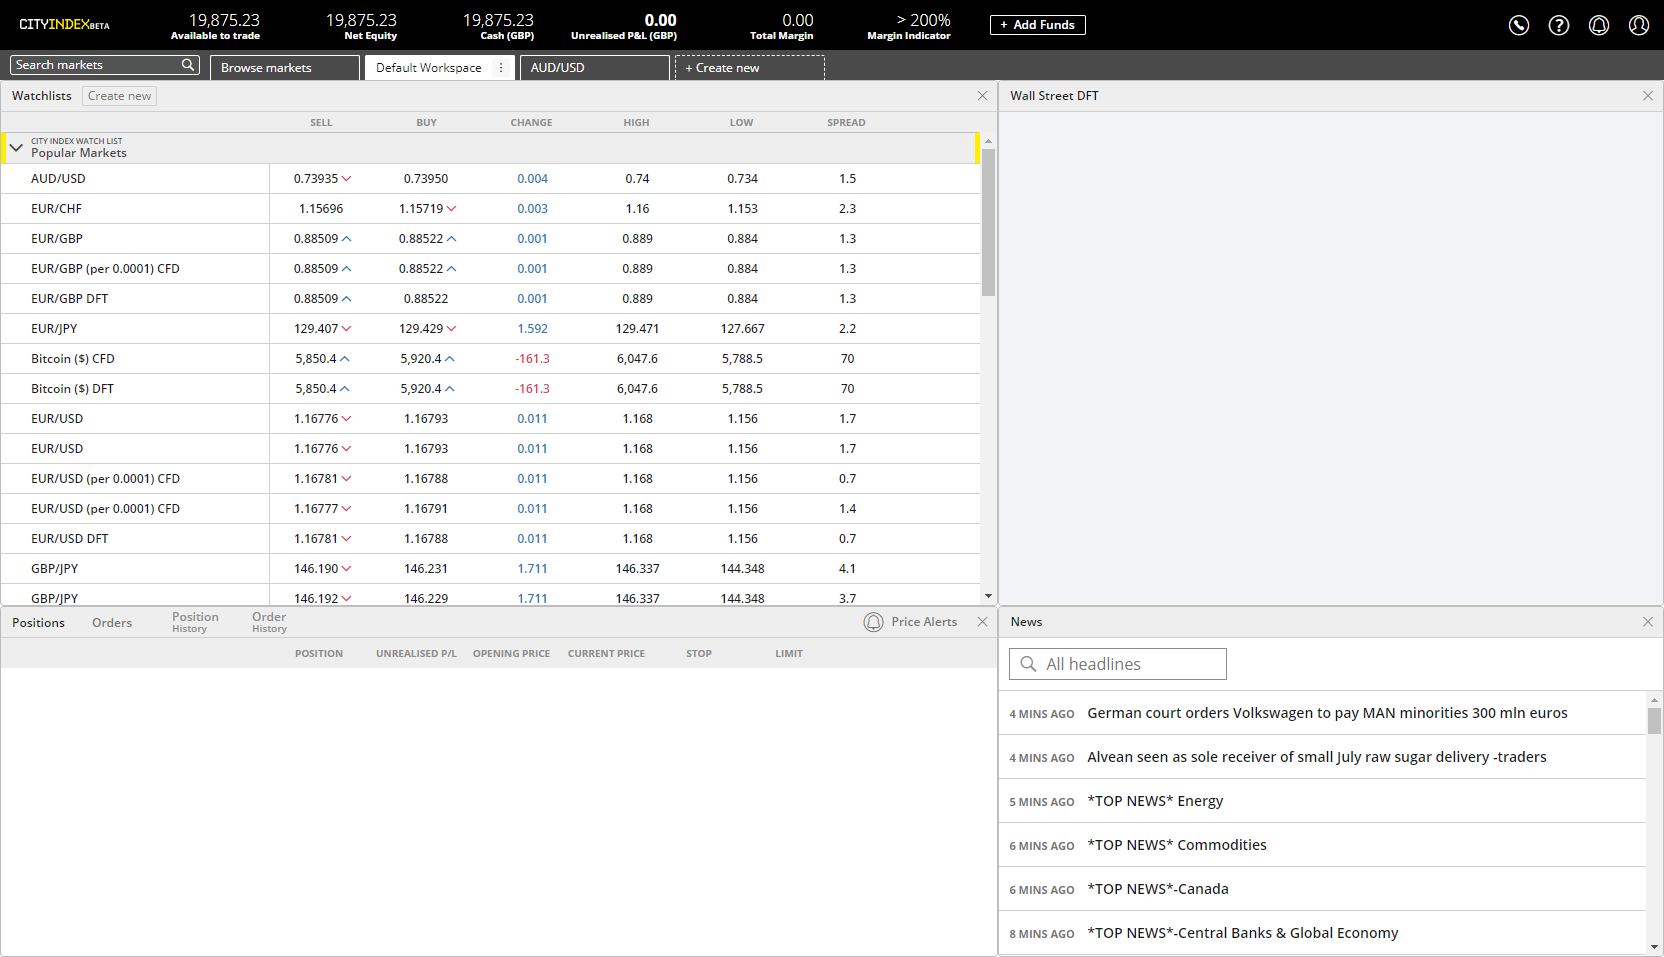 CITYINDEXBETA
19,875.23 19,875.23 19,875.23 0.00 0.00 > 200%
Available to trade Net Equity Cash (GBP) Unrealised P&L (GBP) Total Margin Margin Indicator
+ Add Funds
Search markets Browse markets Default Workspace AUD/USD + Create new
Watchlists Create new
SELL BUY CHANGE HIGH LOW SPREAD
CITY INDEX WATCH LIST
Popular Markets
AUD/USD 0.73935 0.73950 0.004 0.74 0.734 1.5
EUR/CHF 1.15696 1.15719 0.003 1.16 1.153 2.3
EUR/GBP 0.88509 0.88522 0.001 0.889 0.884 1.3
EUR/GBP (per 0.0001) CFD 0.88509 0.88522 0.001 0.889 0.884 1.3
EUR/GBP DFT 0.88509 0.88522 0.001 0.889 0.884 1.3
EUR/JPY 129.407 129.429 1.592 129.471 127.667 2.2
Bitcoin ($) CFD 5,850.4 5,920.4 -161.3 6,047.6 5,788.5 70
Bitcoin ($) DFT 5,850.4 5,920.4 -161.3 6,047.6 5,788.5 70
EUR/USD 1.16776 1.16793 0.011 1.168 1.156 1.7
EUR/USD 1.16776 1.16793 0.011 1.168 1.156 1.7
EUR/USD (per 0.0001) CFD 1.16781 1.16788 0.011 1.168 1.156 0.7
EUR/USD (per 0.0001) CFD 1.16777 1.16791 0.011 1.168 1.156 1.4
EUR/USD DFT 1.16781 1.16788 0.011 1.168 1.156 0.7
GBP/JPY 146.190 146.231 1.711 146.337 144.348 4.1
GBP/JPY 146.192 146.229 1.711 146.337 144.348 3.7
Wall Street DFT
Positions Orders Position History Order History Price Alerts
POSITION UNREALISED P/L OPENING PRICE CURRENT PRICE STOP LIMIT
News
All headlines
4 MINS AGO German court orders Volkswagen to pay MAN minorities 300 mln euros
4 MINS AGO Alvean seen as sole receiver of small July raw sugar delivery -traders
5 MINS AGO *TOP NEWS* Energy
6 MINS AGO *TOP NEWS* Commodities
6 MINS AGO *TOP NEWS*-Canada
8 MINS AGO *TOP NEWS*-Central Banks & Global Economy